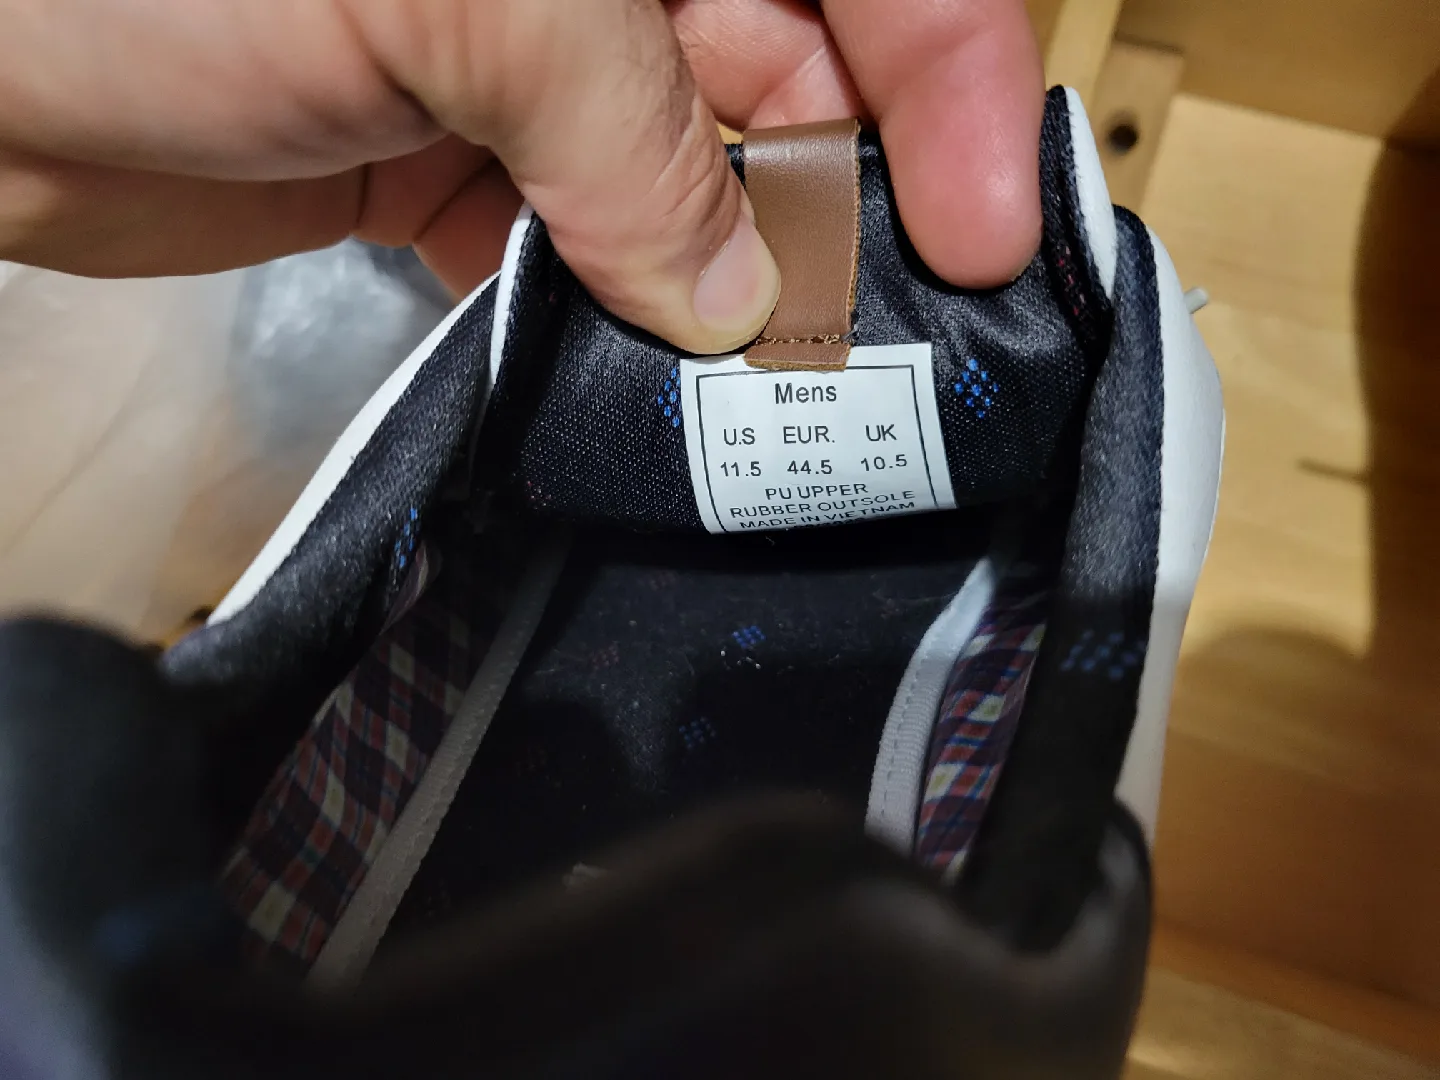 Mens
U.S EUR. UK
11.5 44.5 10.5
PU UPPER
RUBBER OUTSOLE
MADE IN VIETNAM